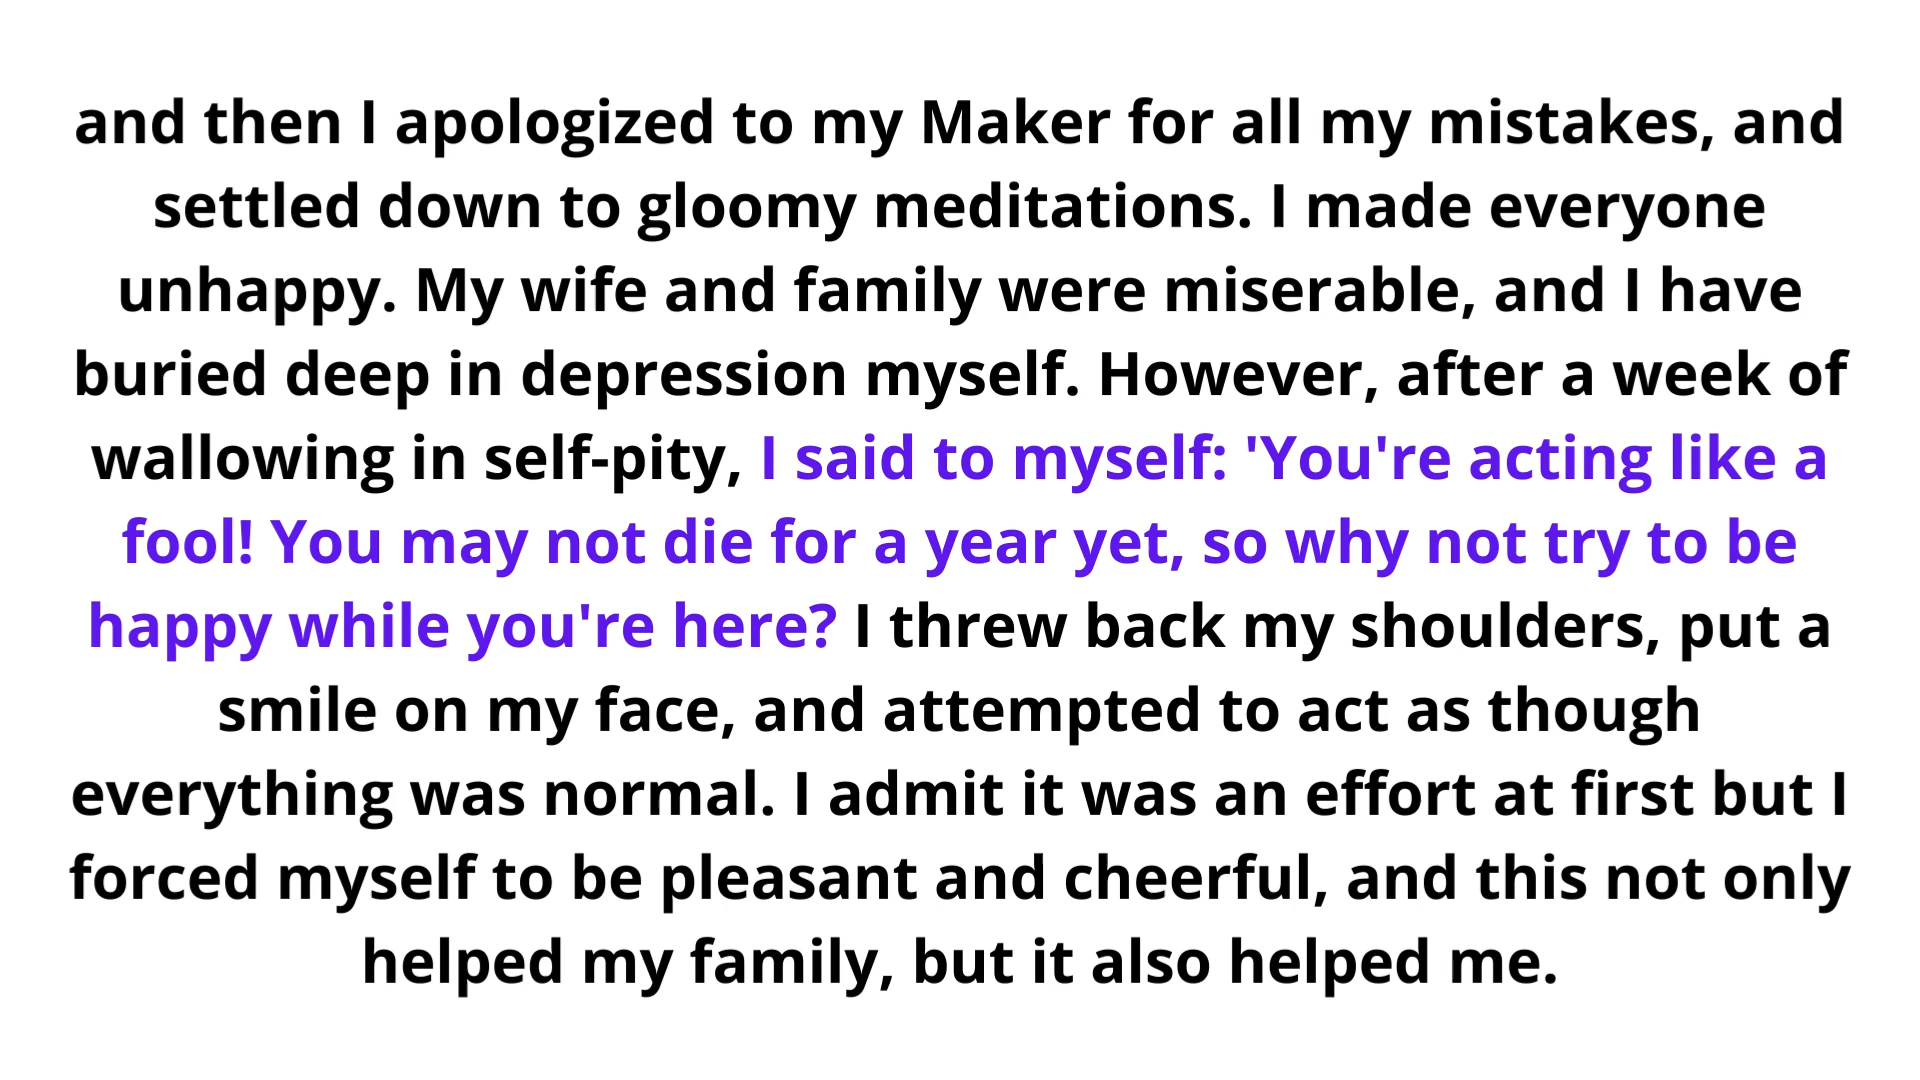 and then I apologized to my Maker for all my mistakes, and
settled down to gloomy meditations. I made everyone
unhappy. My wife and family were miserable, and I have
buried deep in depression myself. However, after a week of
wallowing in self-pity, I said to myself: 'You're acting like a
fool! You may not die for a year yet, so why not try to be
happy while you're here? I threw back my shoulders, put a
smile on my face, and attempted to act as though
everything was normal. I admit it was an effort at first but I
forced myself to be pleasant and cheerful, and this not only
helped my family, but it also helped me.